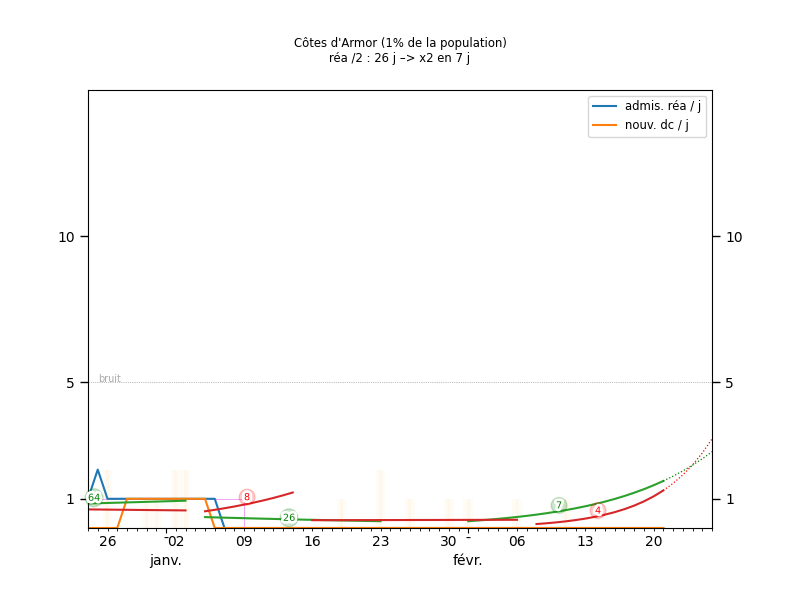 Côtes d'Armor (1% de la population)
réa /2 : 26 j –> x2 en 7 j
admis. réa / j
nouv. dc / j
10 10
5 bruit 5
1 64 8 26 7 4 1
26 02 09 16 23 30 06 13 20
janv. févr.